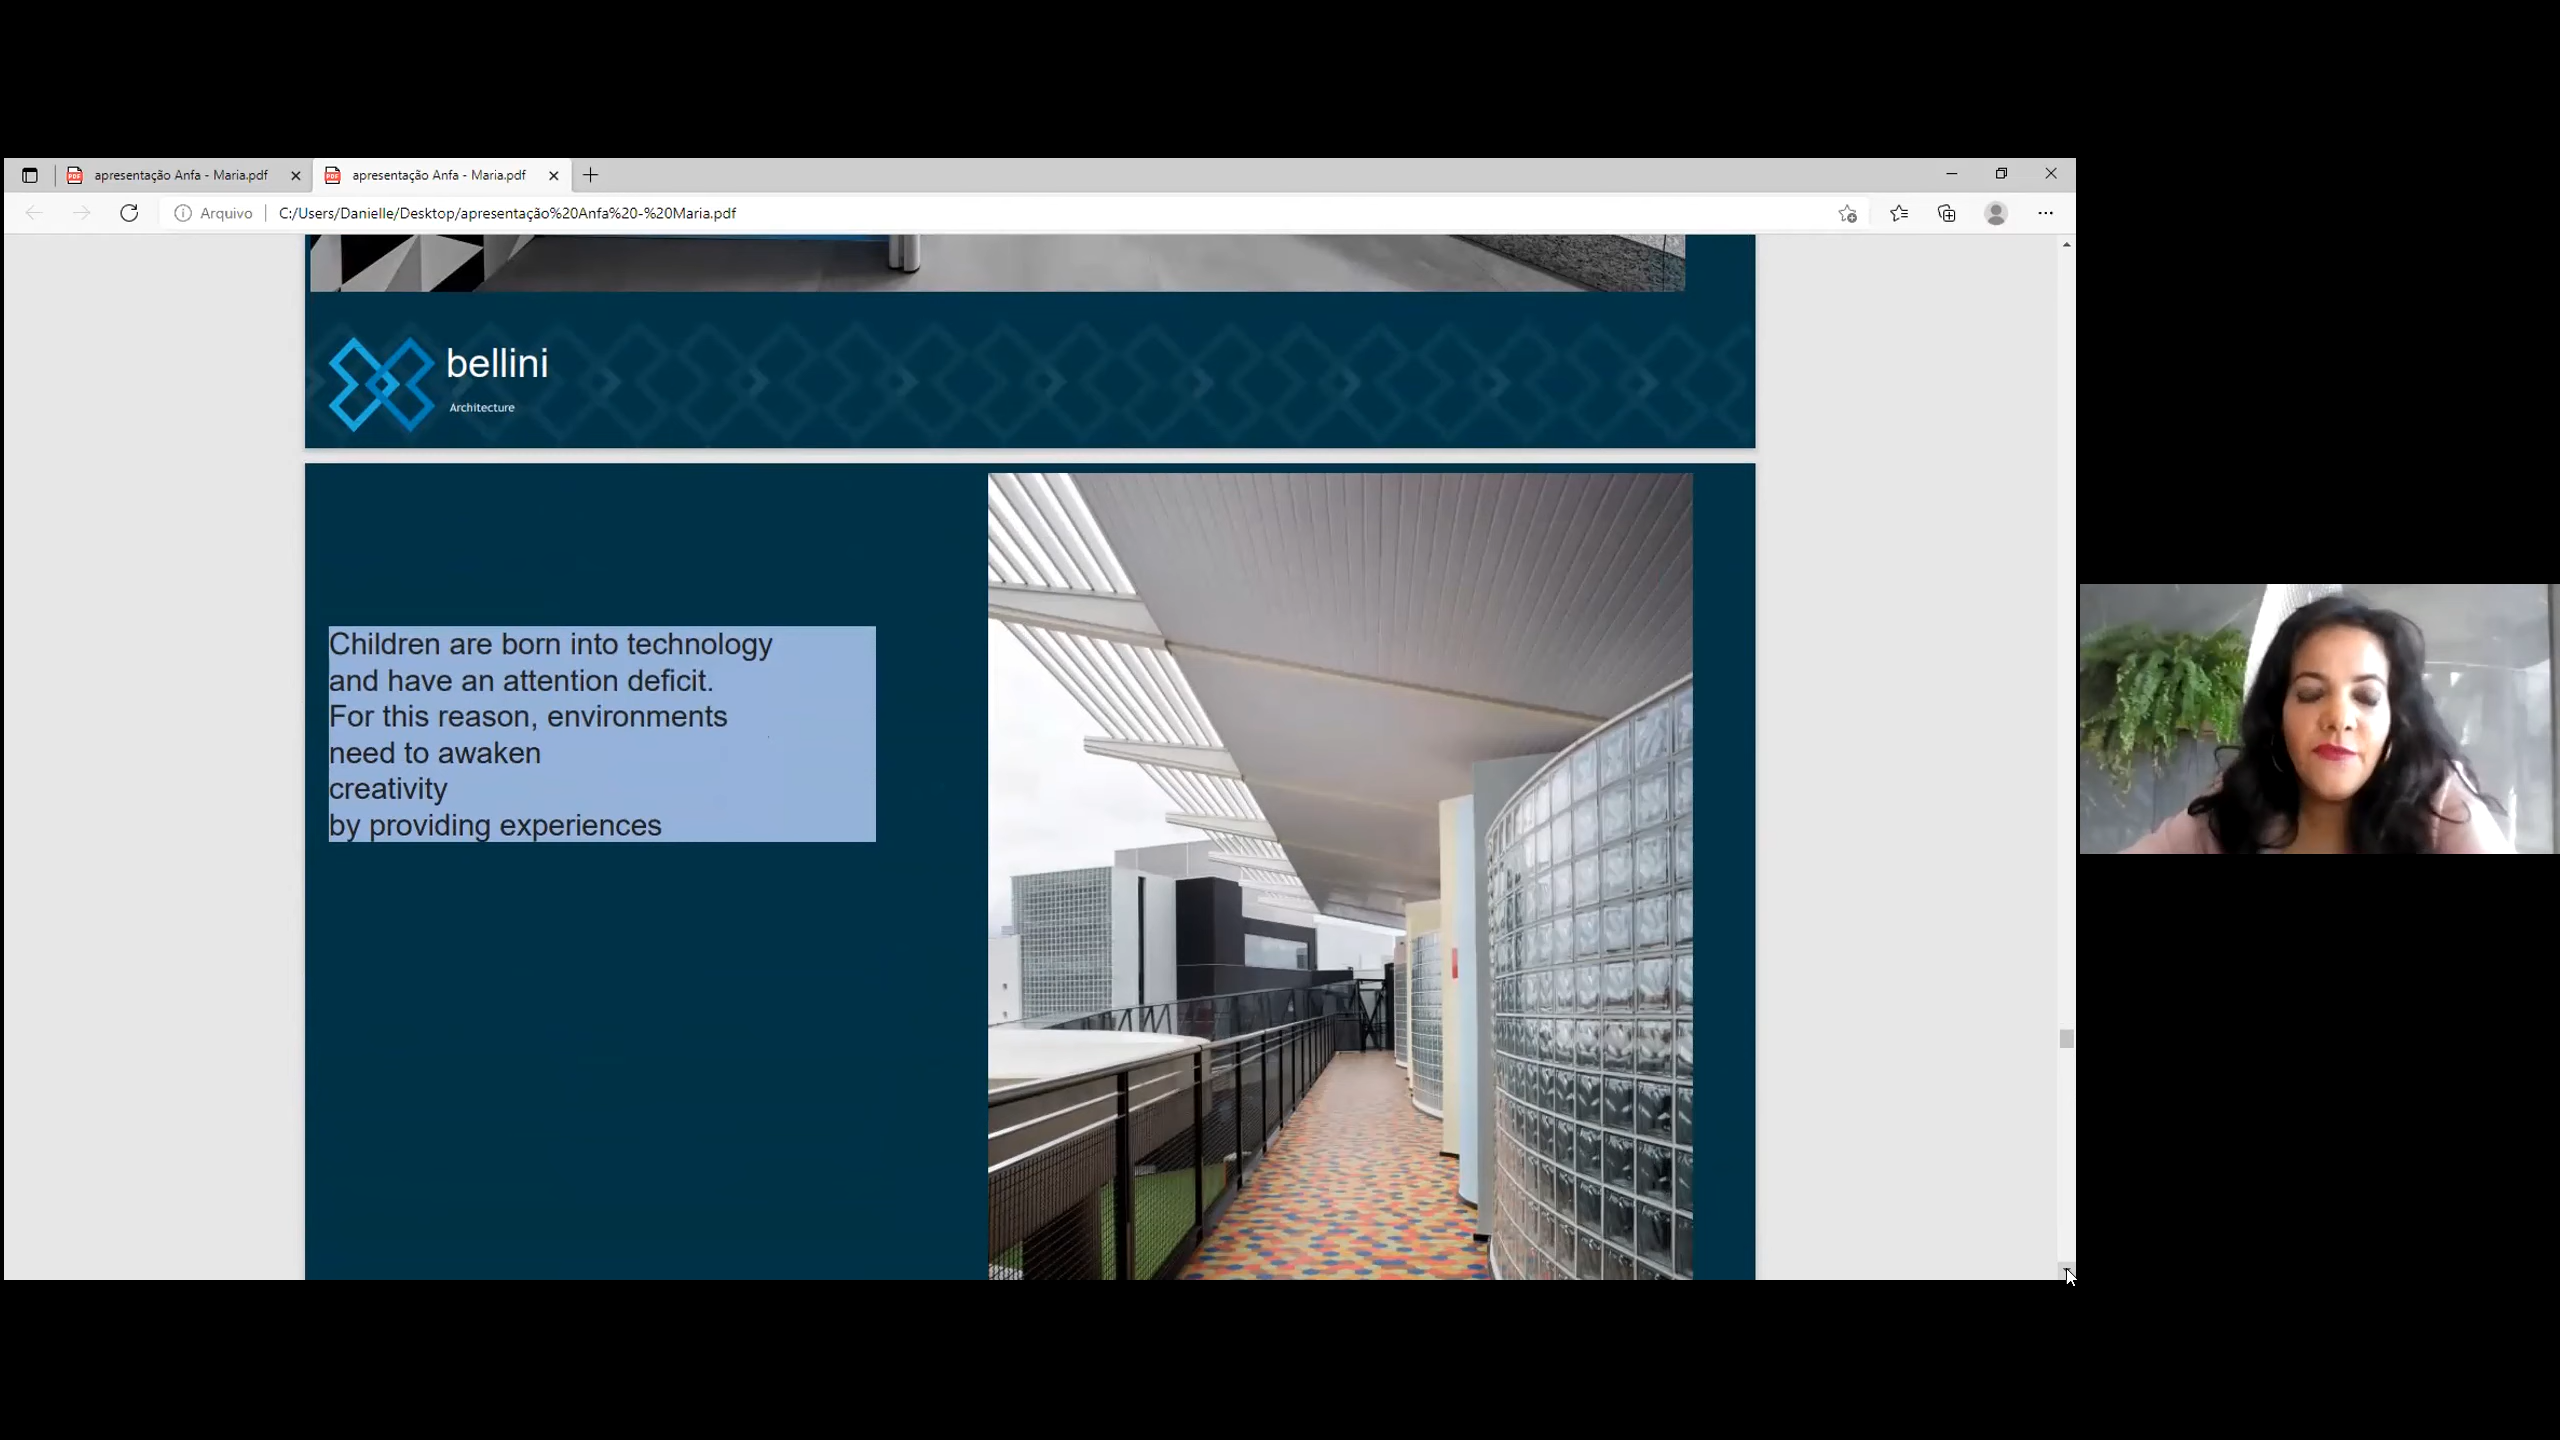 apresentação Anfa - Maria.pdf
apresentação Anfa - Maria.pdf
Arquivo
C:/Users/Danielle/Desktop/apresentação%20Anfa%20-%20Maria.pdf
bellini
Architecture
Children are born into technology
and have an attention deficit.
For this reason, environments
need to awaken
creativity
by providing experiences